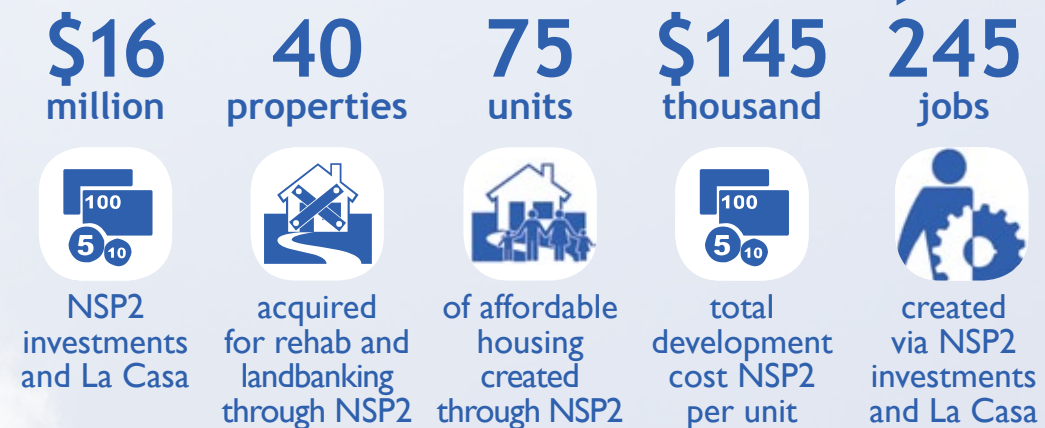 $16
million
100
5
10
NSP2
investments
and La Casa
40
properties
acquired
for rehab and
landbanking
through NSP2
75
units
of affordable
housing
created
through NSP2
$145
thousand
100
5
10
total
development
cost NSP2
per unit
245
jobs
created
via NSP2
investments
and La Casa